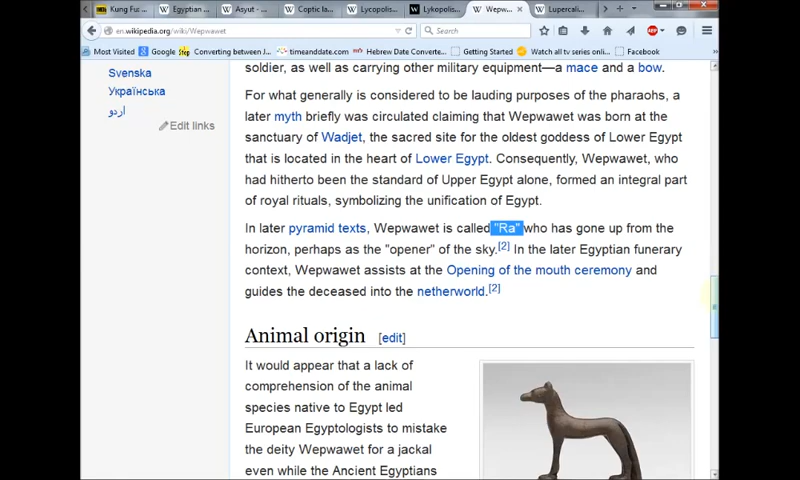 Kung Fu:
Egyptian ...
Asyut - ...
Coptic la...
Lycopolis...
Lykopolis...
Wepw...
Lupercali...
en.wikipedia.org/wiki/Wepwawet
Search
Most Visited Google Converting between J... timeanddate.com Hebrew Date Converte... Getting Started Watch all tv series onli... Facebook
Svenska
Українська
اردو
Edit links
soldier, as well as carrying other military equipment—a mace and a bow.
For what generally is considered to be lauding purposes of the pharaohs, a
later myth briefly was circulated claiming that Wepwawet was born at the
sanctuary of Wadjet, the sacred site for the oldest goddess of Lower Egypt
that is located in the heart of Lower Egypt. Consequently, Wepwawet, who
had hitherto been the standard of Upper Egypt alone, formed an integral part
of royal rituals, symbolizing the unification of Egypt.
In later pyramid texts, Wepwawet is called "Ra" who has gone up from the
horizon, perhaps as the "opener" of the sky.[2] In the later Egyptian funerary
context, Wepwawet assists at the Opening of the mouth ceremony and
guides the deceased into the netherworld.[2]
Animal origin [edit]
It would appear that a lack of
comprehension of the animal
species native to Egypt led
European Egyptologists to mistake
the deity Wepwawet for a jackal
even while the Ancient Egyptians